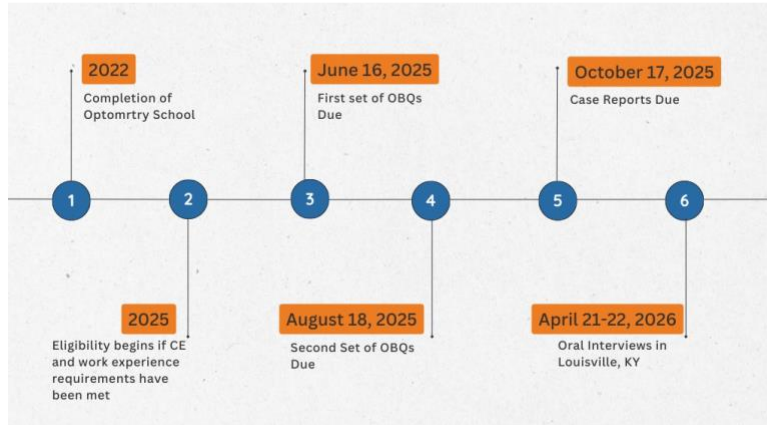 2022
Completion of
Optomrtry School
June 16, 2025
First set of OBQs
Due
October 17, 2025
Case Reports Due
1
2
3
4
5
6
2025
Eligibility begins if CE
and work experience
requirements have
been met
August 18, 2025
Second Set of OBQs
Due
April 21-22, 2026
Oral Interviews in
Louisville, KY